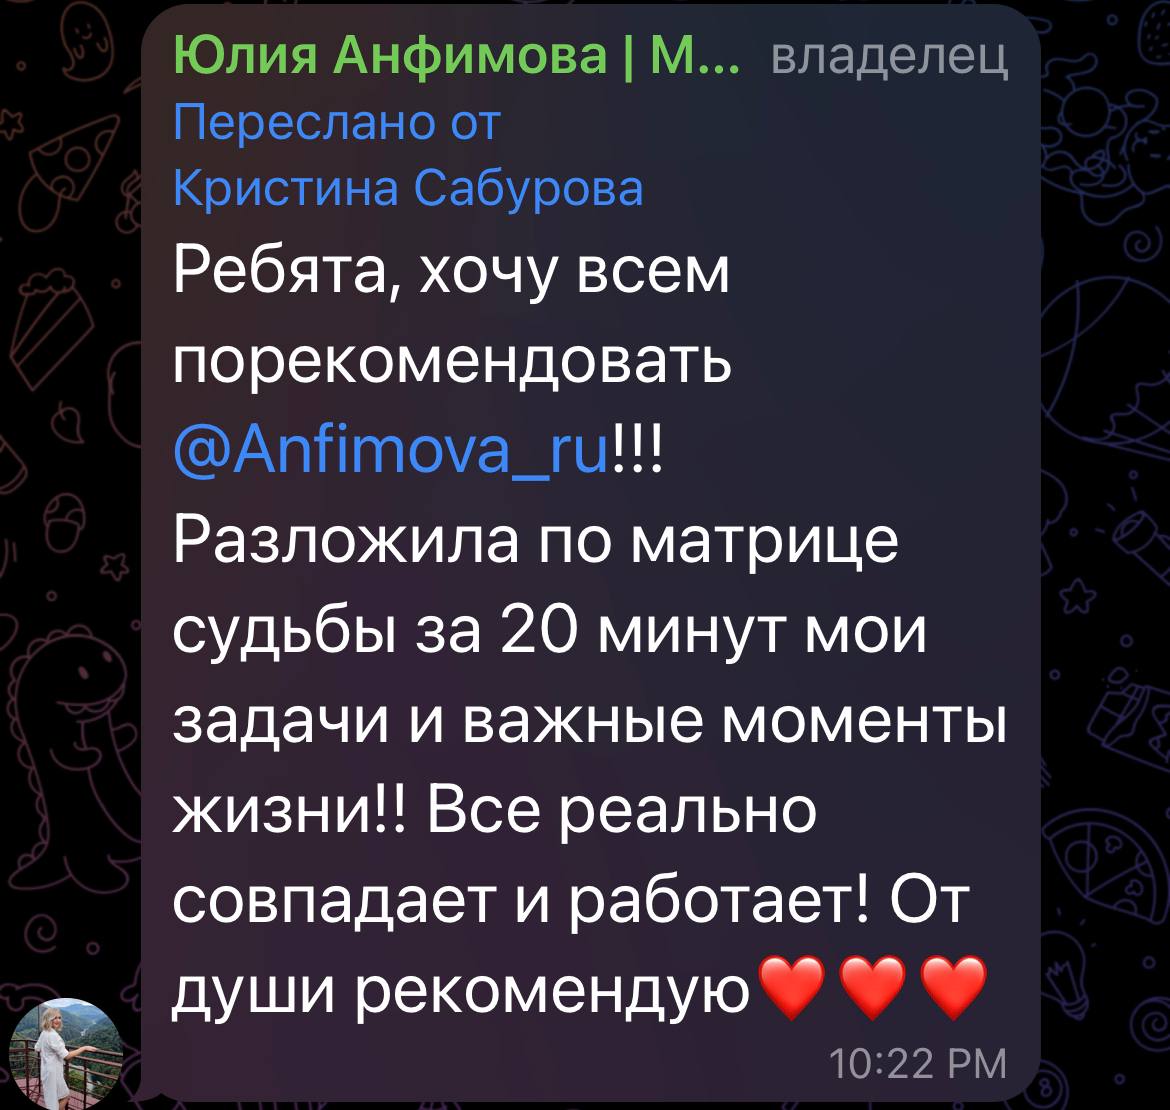 Юлия Анфимова | М... владелец
Переслано от
Кристина Сабурова
Ребята, хочу всем
порекомендовать
@Anfimova_ru!!!
Разложила по матрице
судьбы за 20 минут мои
задачи и важные моменты
жизни!! Все реально
совпадает и работает! От
души рекомендую❤️❤️❤️
10:22 PM